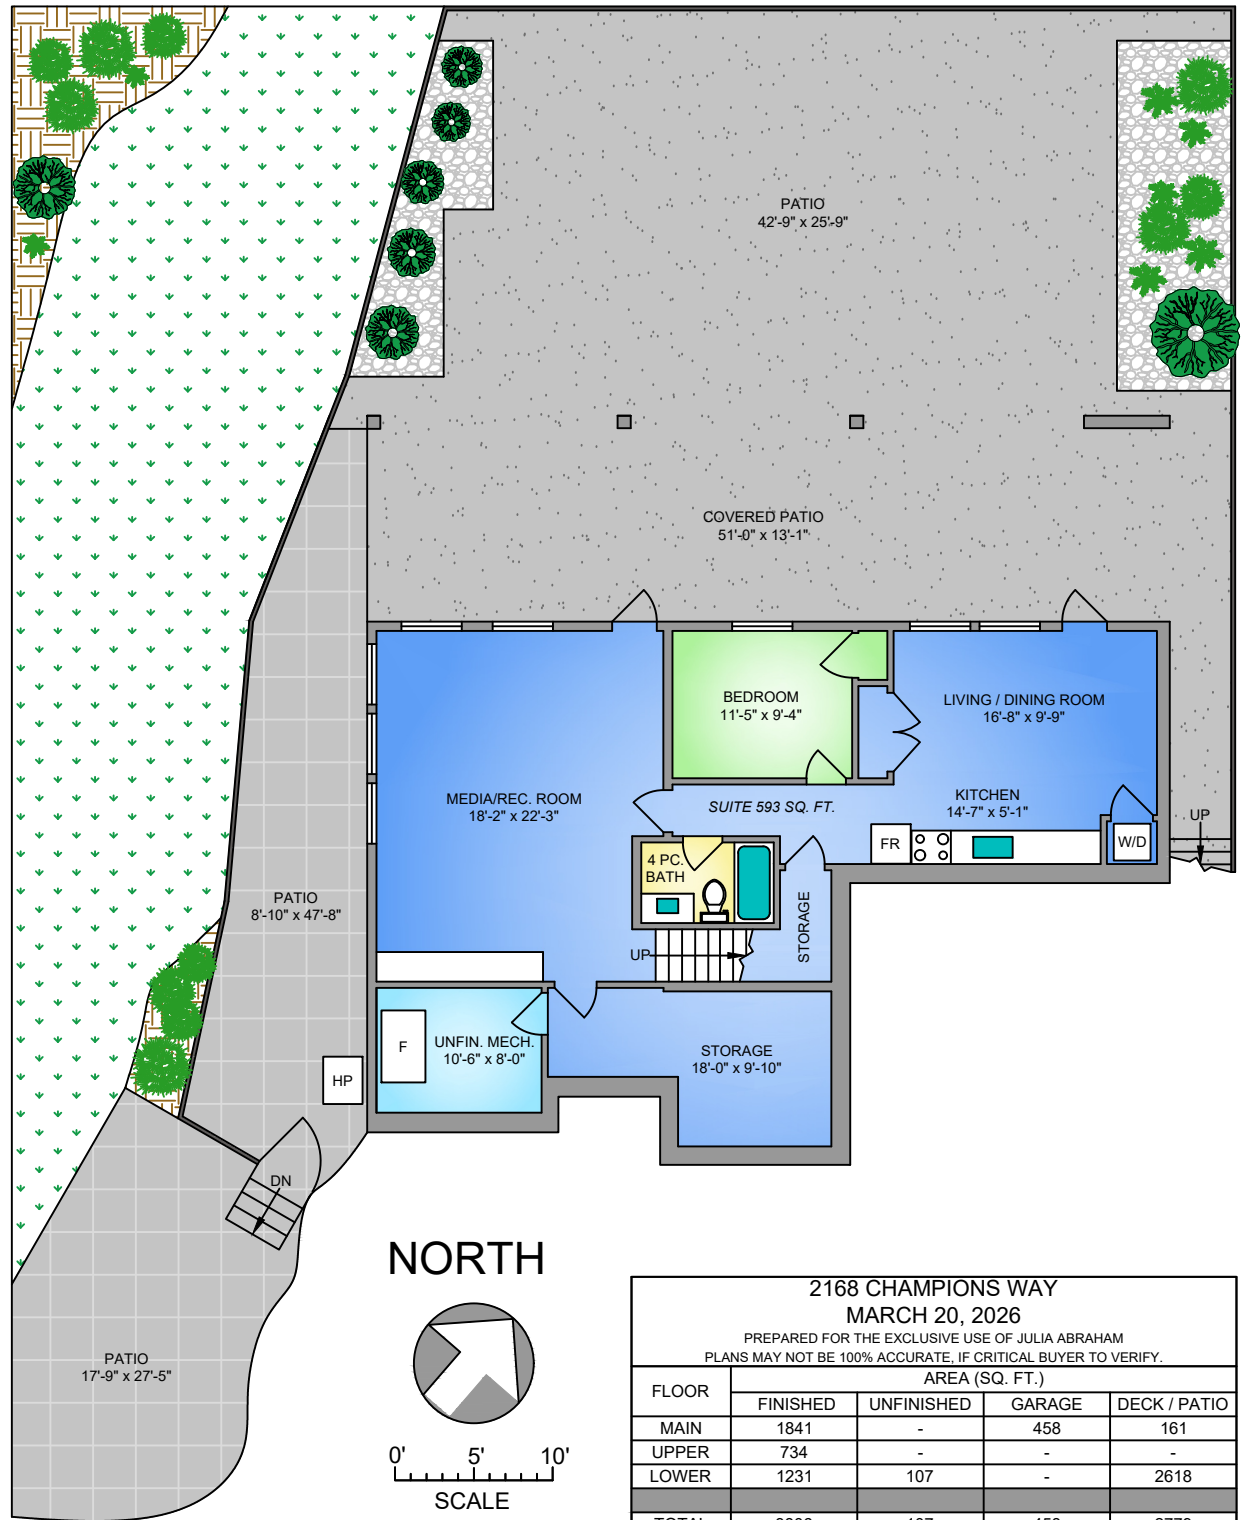 PATIO
42'-9" x 25'-9"
COVERED PATIO
51'-0" x 13'-1"
BEDROOM
11'-5" x 9'-4"
LIVING / DINING ROOM
16'-8" x 9'-9"
MEDIA/REC. ROOM
18'-2" x 22'-3"
SUITE 593 SQ. FT.
KITCHEN
14'-7" x 5'-1"
UP
FR
W/D
4 PC.
BATH
PATIO
8'-10" x 47'-8"
STORAGE
UP
F
UNFIN. MECH.
10'-6" x 8'-0"
STORAGE
18'-0" x 9'-10"
HP
DN
NORTH
PATIO
17'-9" x 27'-5"
0' 5' 10'
SCALE
2168 CHAMPIONS WAY
MARCH 20, 2026
PREPARED FOR THE EXCLUSIVE USE OF JULIA ABRAHAM
PLANS MAY NOT BE 100% ACCURATE, IF CRITICAL BUYER TO VERIFY.
FLOOR AREA (SQ. FT.)
FINISHED UNFINISHED GARAGE DECK / PATIO
MAIN 1841 - 458 161
UPPER 734 - - -
LOWER 1231 107 - 2618